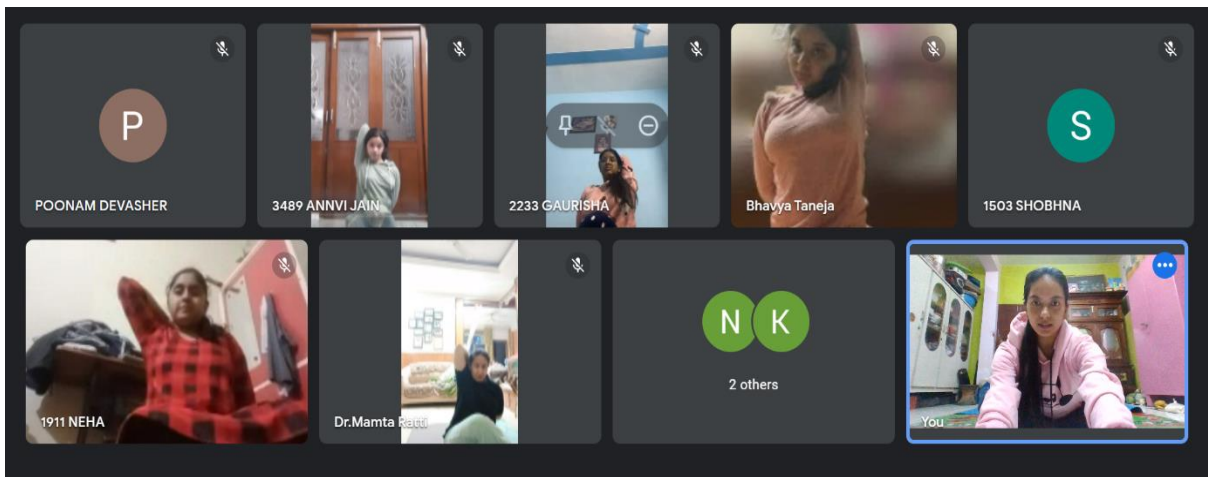 P
POONAM DEVASHER
3489 ANNVI JAIN
2233 GAURISHA
Bhavya Taneja
S
1503 SHOBHNA
1911 NEHA
Dr.Mamta Ratti
N K
2 others
You